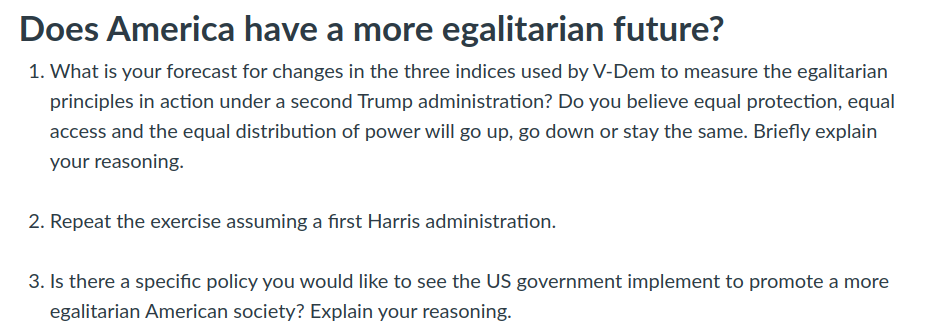 Does America have a more egalitarian future?
1. What is your forecast for changes in the three indices used by V-Dem to measure the egalitarian
principles in action under a second Trump administration? Do you believe equal protection, equal
access and the equal distribution of power will go up, go down or stay the same. Briefly explain
your reasoning.
2. Repeat the exercise assuming a first Harris administration.
3. Is there a specific policy you would like to see the US government implement to promote a more
egalitarian American society? Explain your reasoning.